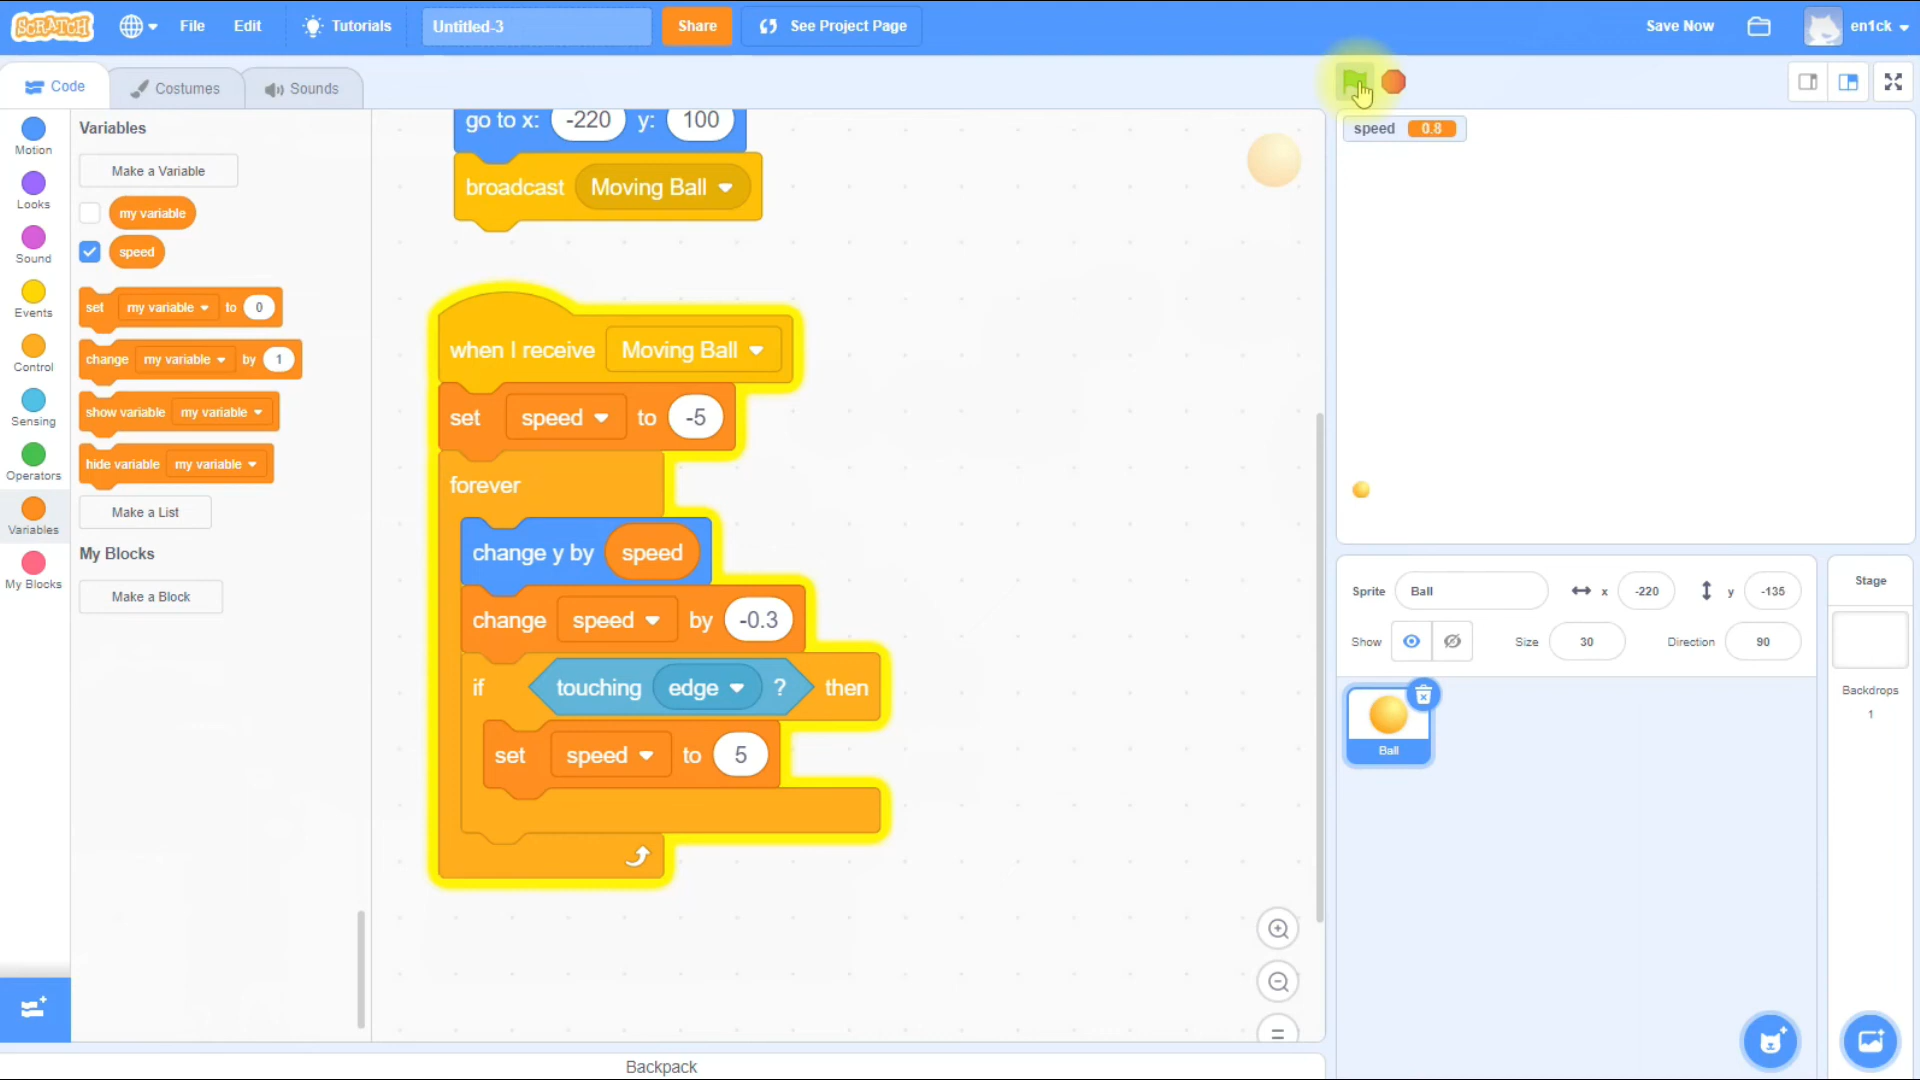 SCRATCH File Edit Tutorials Untitled-3 Share See Project Page Save Now en1ck
Code Costumes Sounds
Motion
Looks
Sound
Events
Control
Sensing
Operators
Variables
My Blocks
Variables
Make a Variable
my variable
speed
set my variable to 0
change my variable by 1
show variable my variable
hide variable my variable
Make a List
My Blocks
Make a Block
go to x: -220 y: 100
broadcast Moving Ball
when I receive Moving Ball
set speed to -5
forever
change y by speed
change speed by -0.3
if touching edge ? then
set speed to 5
speed 0.8
Sprite Ball x -220 y -135
Show Size 30 Direction 90
Ball
Stage
Backdrops
1
Backpack